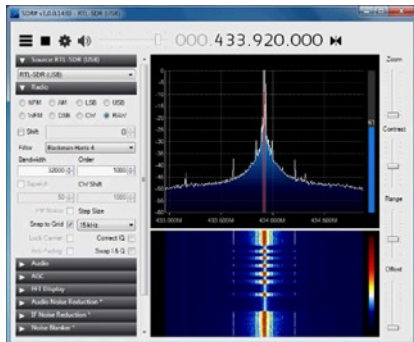 SDR# v1.0.0.1430 - RTL-SDR (USB)
000.433.920.000
Source: RTL-SDR (USB)
RTL-SDR (USB)
Radio
NFM AM LSB USB
WFM DSB CW RAW
Shift 0
Filter Blackman-Harris 4
Bandwidth Order
32000 1000
Squelch CW Shift
50 1000
FM Stereo Step Size
Snap to Grid 15 kHz
Lock Carrier Correct IQ
Anti-Fading Swap I & Q
Audio
AGC
FFT Display
Audio Noise Reduction *
IF Noise Reduction *
Noise Blanker *
Zoom
Contrast
Range
Offset
433.500M 434.000M 434.500M